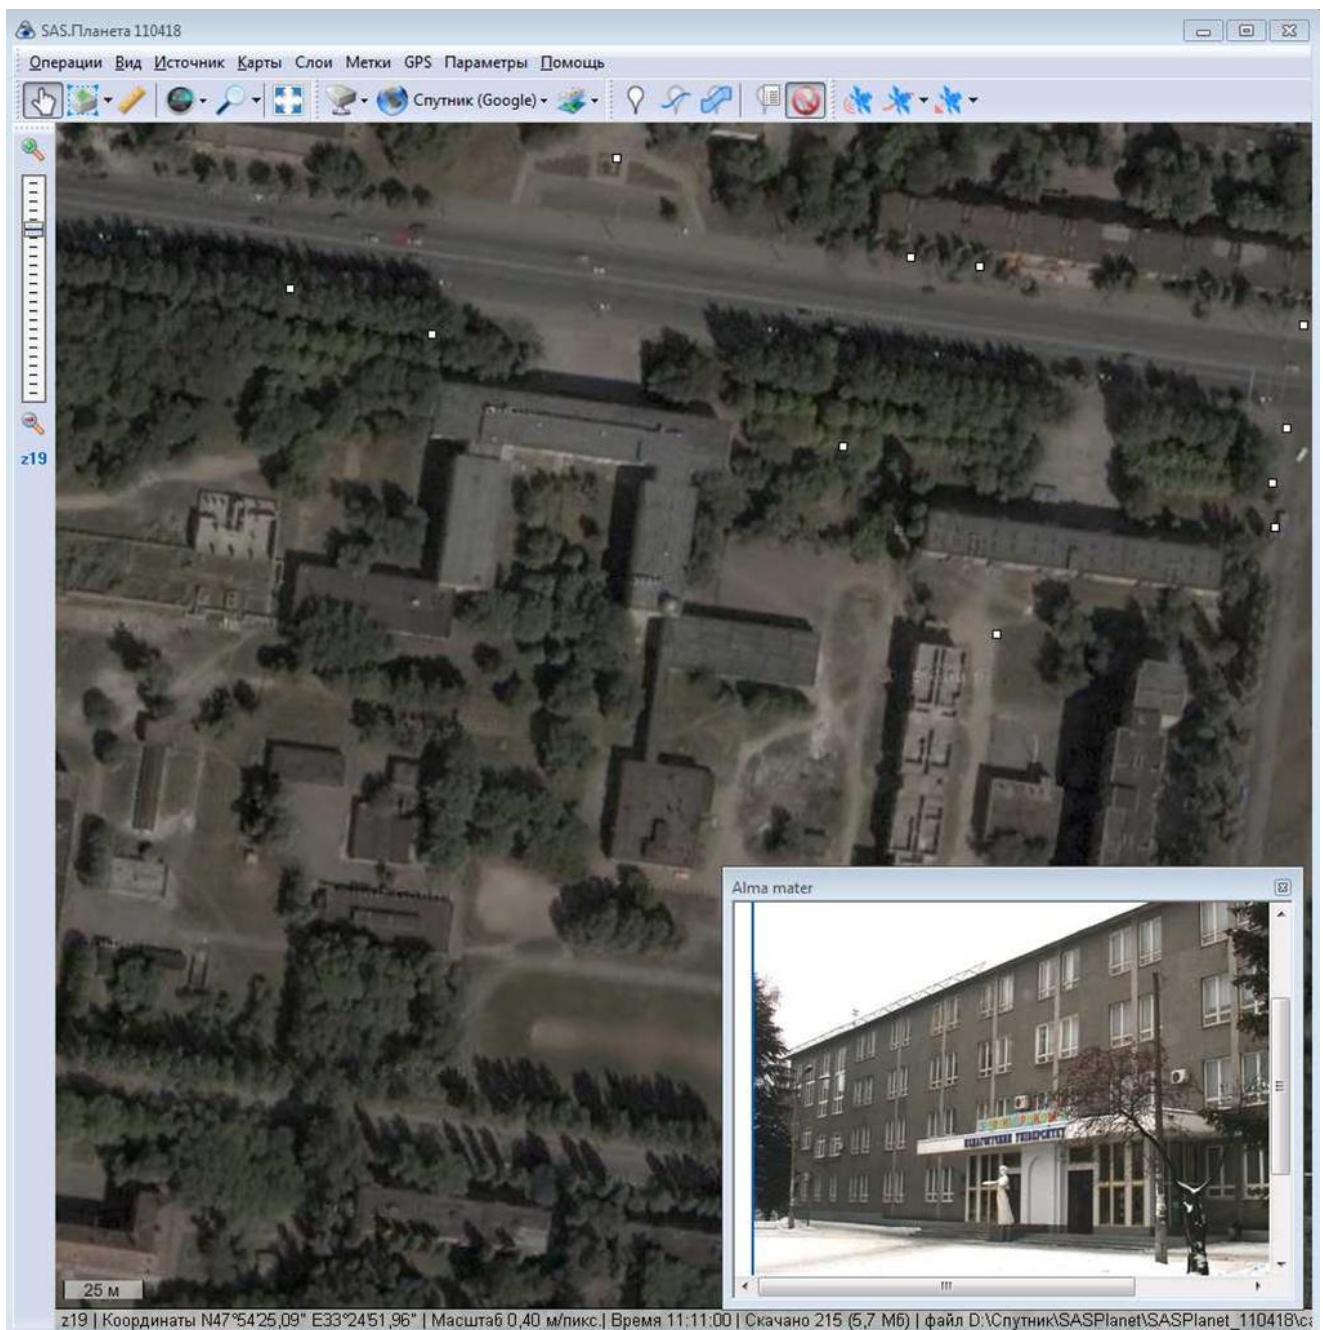 SAS.Планета 110418
Операции Вид Источник Карты Слои Метки GPS Параметры Помощь
Спутник (Google)
z19
Alma mater
ПЕДАГОГІЧНИЙ УНІВЕРСИТЕТ
25 м
z19 | Координаты N47°54'25,09" E33°24'51,96" | Масштаб 0,40 м/пикс.| Время 11:11:00 | Скачано 215 (5,7 Мб) | файл D:\Спутник\SASPlanet\SASPlanet_110418\ca